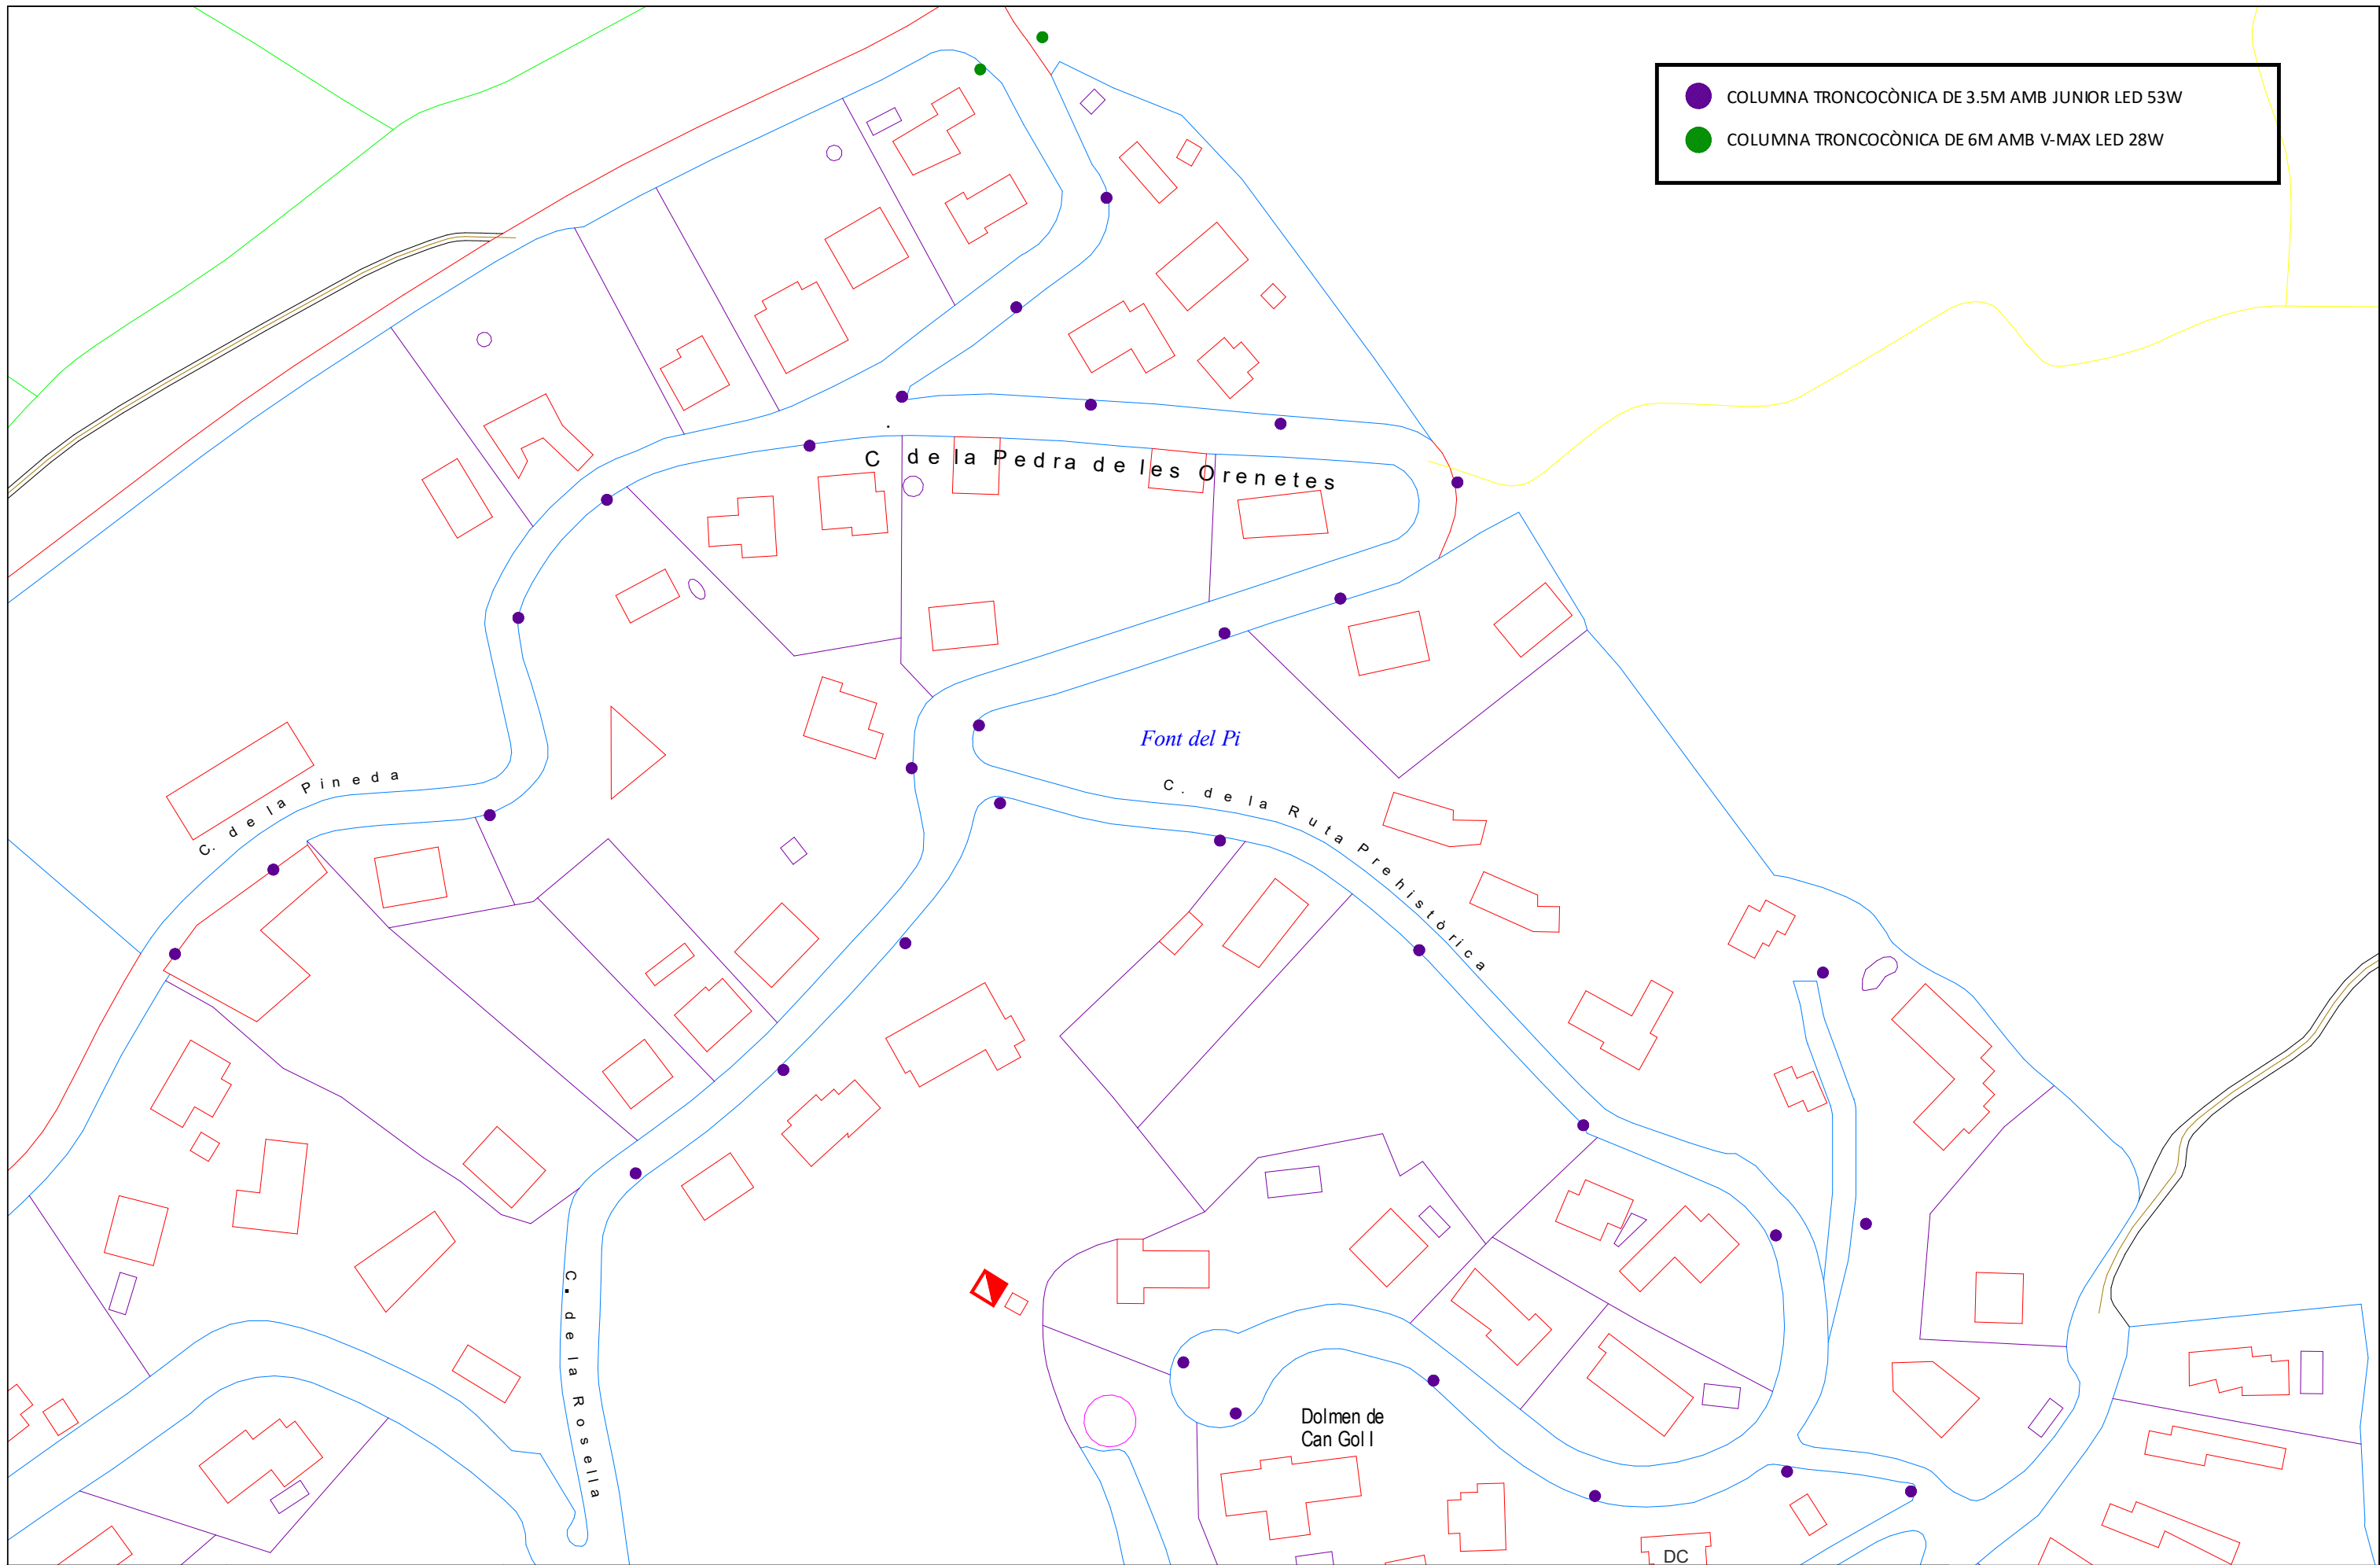 COLUMNA TRONCOCÒNICA DE 3.5M AMB JUNIOR LED 53W
COLUMNA TRONCOCÒNICA DE 6M AMB V-MAX LED 28W
C de la Pedra de les Orenetes
Font del Pi
C. de la Pineda
C. de la Ruta Prehistòrica
C. de la Rosella
Dolmen de
Can Gol I
DC